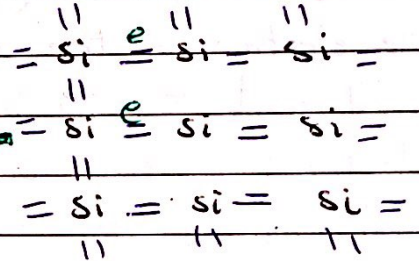 e
= si = si = si =
e
= si = si = si =
= si = si = si =